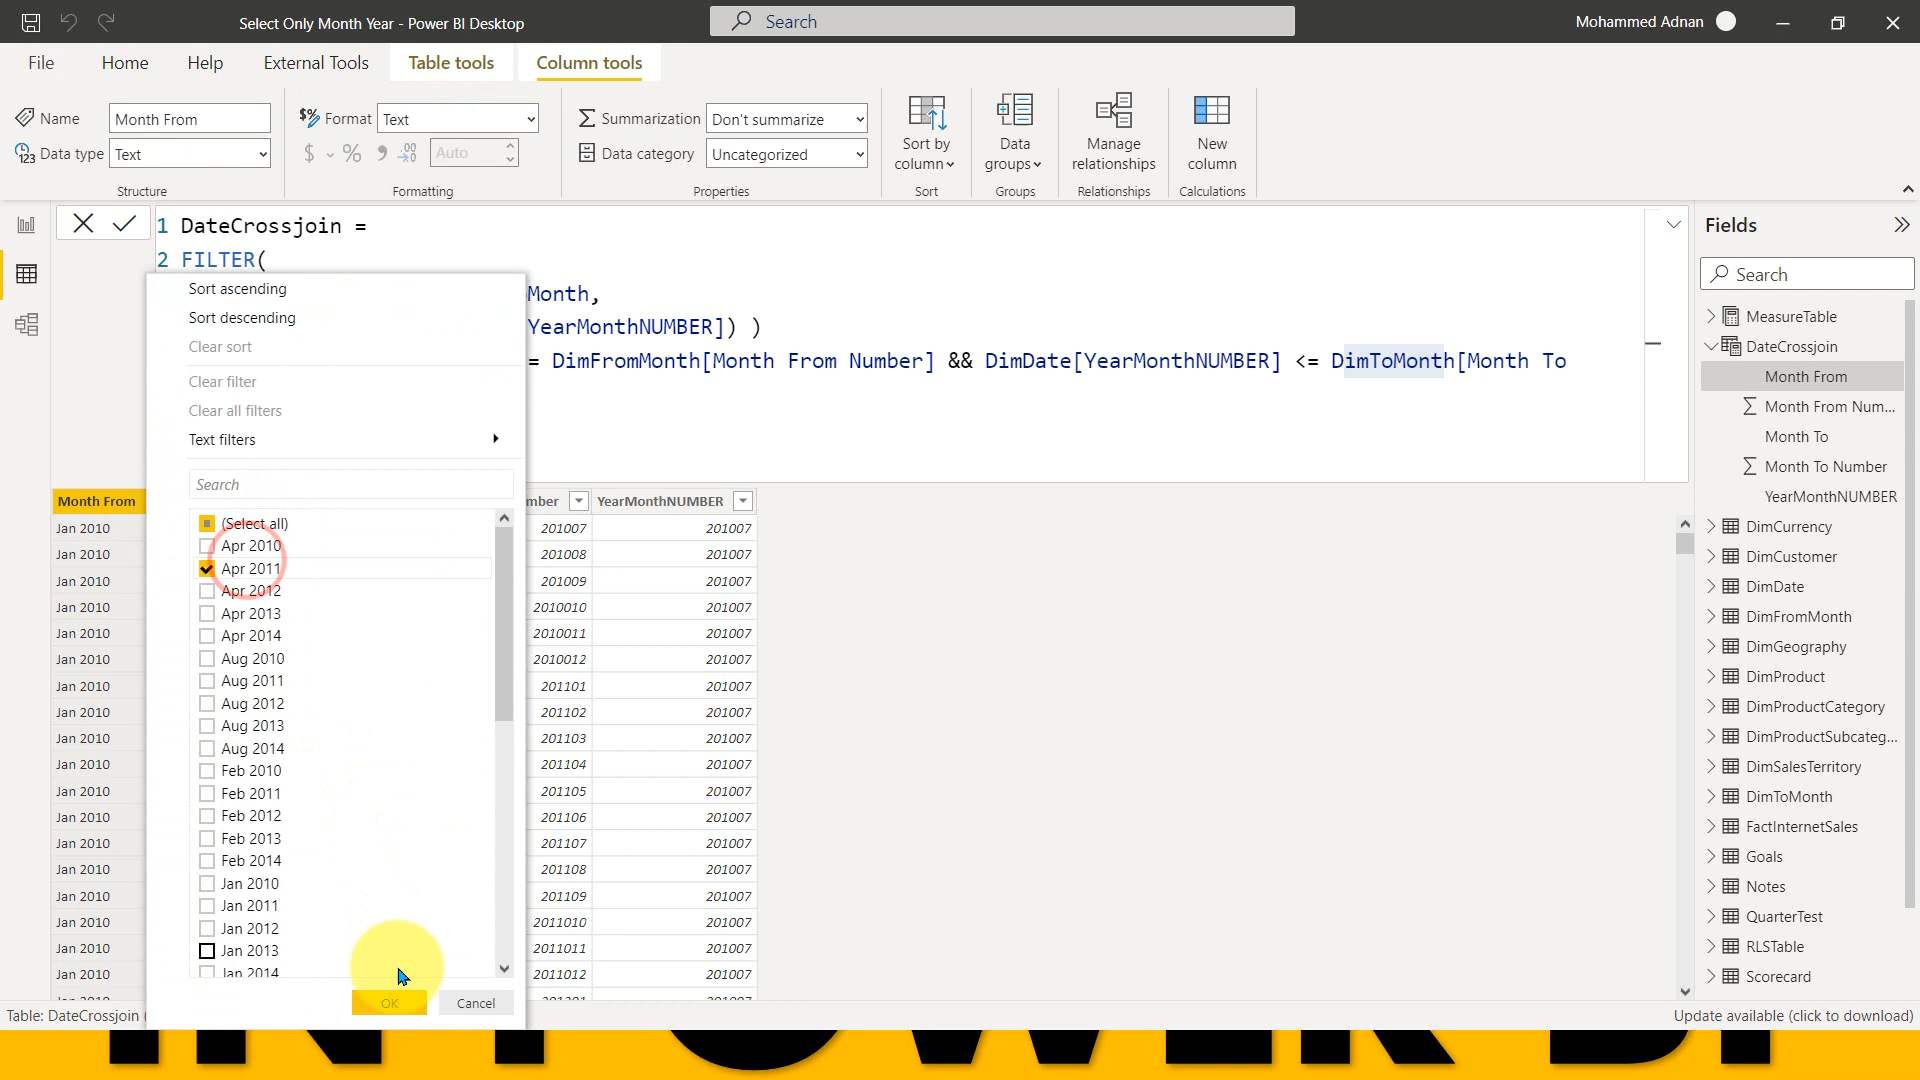 Select Only Month Year - Power BI Desktop
Search
Mohammed Adnan
File
Home
Help
External Tools
Table tools
Column tools
Name
Month From
Format
Text
Summarization
Don't summarize
Data type
Text
$
%
Auto
Data category
Uncategorized
Sort by
column
Data
groups
Manage
relationships
New
column
Structure
Formatting
Properties
Sort
Groups
Relationships
Calculations
1 DateCrossjoin =
2 FILTER(
Month,
YearMonthNUMBER]) )
= DimFromMonth[Month From Number] && DimDate[YearMonthNUMBER] <= DimToMonth[Month To
Sort ascending
Sort descending
Clear sort
Clear filter
Clear all filters
Text filters
Search
(Select all)
Apr 2010
Apr 2011
Apr 2012
Apr 2013
Apr 2014
Aug 2010
Aug 2011
Aug 2012
Aug 2013
Aug 2014
Feb 2010
Feb 2011
Feb 2012
Feb 2013
Feb 2014
Jan 2010
Jan 2011
Jan 2012
Jan 2013
Jan 2014
OK
Cancel
Month From
mber
YearMonthNUMBER
Jan 2010
201007
201007
Jan 2010
201008
201007
Jan 2010
201009
201007
Jan 2010
2010010
201007
Jan 2010
2010011
201007
Jan 2010
2010012
201007
Jan 2010
201101
201007
Jan 2010
201102
201007
Jan 2010
201103
201007
Jan 2010
201104
201007
Jan 2010
201105
201007
Jan 2010
201106
201007
Jan 2010
201107
201007
Jan 2010
201108
201007
Jan 2010
201109
201007
Jan 2010
2011010
201007
Jan 2010
2011011
201007
Jan 2010
2011012
201007
Fields
Search
MeasureTable
DateCrossjoin
Month From
Month From Num...
Month To
Month To Number
YearMonthNUMBER
DimCurrency
DimCustomer
DimDate
DimFromMonth
DimGeography
DimProduct
DimProductCategory
DimProductSubcateg...
DimSalesTerritory
DimToMonth
FactInternetSales
Goals
Notes
QuarterTest
RLSTable
Scorecard
Table: DateCrossjoin (
Update available (click to download)
IN POWER BI